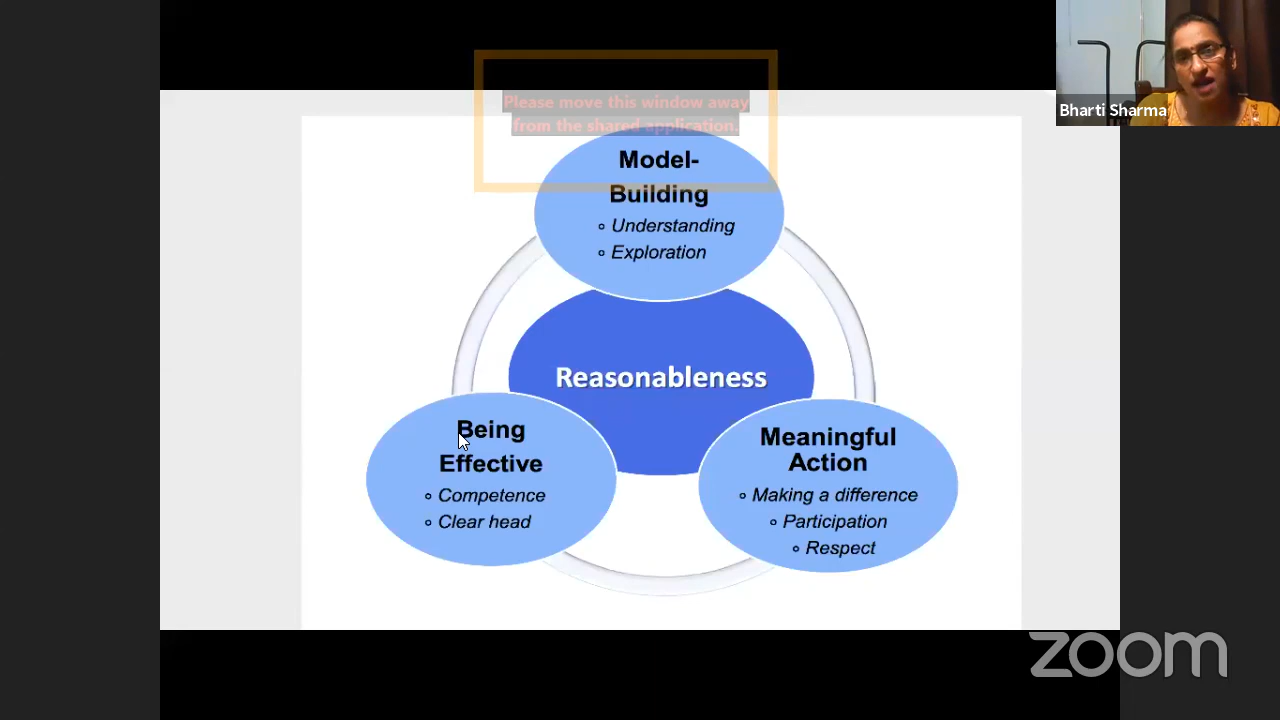 Please move this window away
from the shared application.
Bharti Sharma
Model-
Building
◦ Understanding
◦ Exploration
Reasonableness
Being
Effective
◦ Competence
◦ Clear head
Meaningful
Action
◦ Making a difference
◦ Participation
◦ Respect
zoom